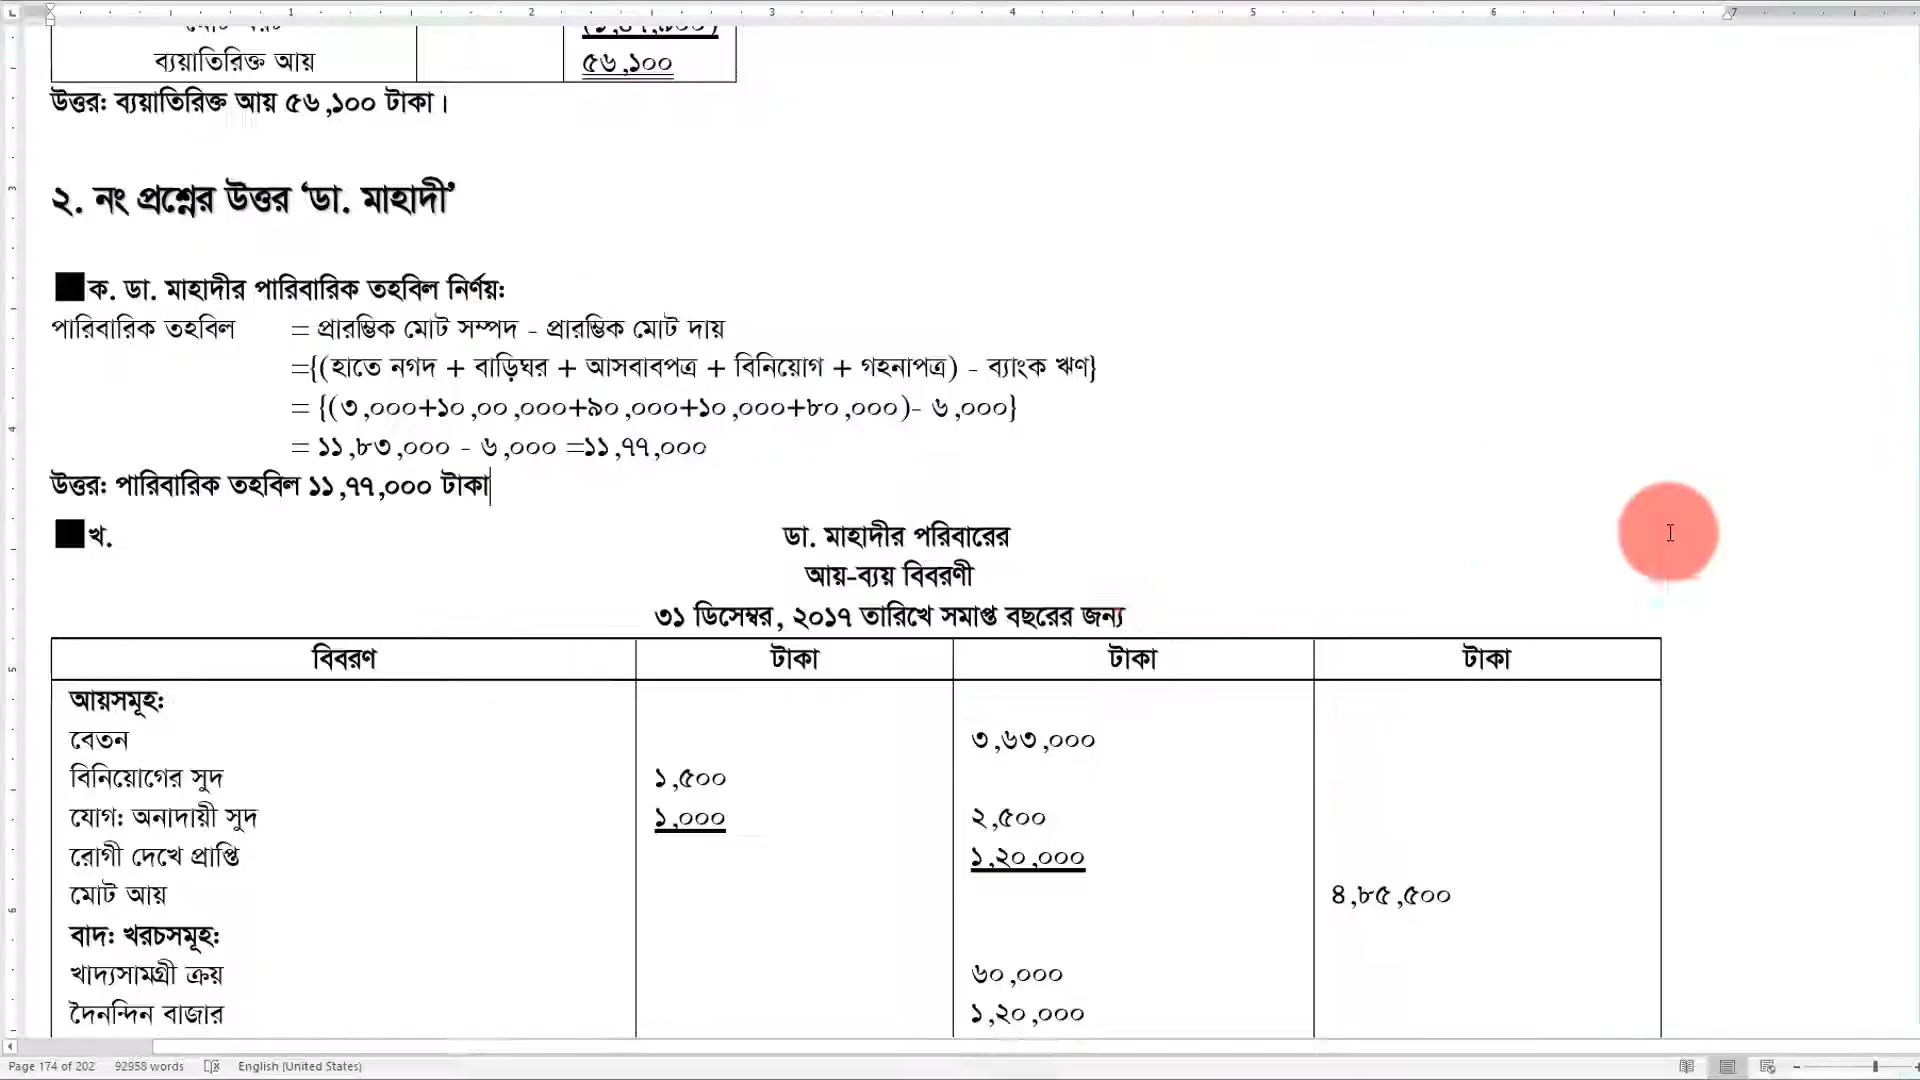 ব্যয়াতিরিক্ত আয় ৫৬,১০০
উত্তর: ব্যয়াতিরিক্ত আয় ৫৬,১০০ টাকা।
২. নং প্রশ্নের উত্তর ‘ডা. মাহাদী’
ক. ডা. মাহাদীর পারিবারিক তহবিল নির্ণয়:
পারিবারিক তহবিল = প্রারম্ভিক মোট সম্পদ - প্রারম্ভিক মোট দায়
={(হাতে নগদ + বাড়িঘর + আসবাবপত্র + বিনিয়োগ + গহনাপত্র) - ব্যাংক ঋণ}
= {(৩,০০০+১০,০০,০০০+৯০,০০০+১০,০০০+৮০,০০০)- ৬,০০০}
= ১১,৮৩,০০০ - ৬,০০০ =১১,৭৭,০০০
উত্তর: পারিবারিক তহবিল ১১,৭৭,০০০ টাকা
খ. ডা. মাহাদীর পরিবারের
আয়-ব্যয় বিবরণী
৩১ ডিসেম্বর, ২০১৭ তারিখে সমাপ্ত বছরের জন্য
বিবরণ টাকা টাকা টাকা
আয়সমূহ:
বেতন ৩,৬৩,০০০
বিনিয়োগের সুদ ১,৫০০
যোগ: অনাদায়ী সুদ ১,০০০ ২,৫০০
রোগী দেখে প্রাপ্তি ১,২০,০০০
মোট আয় ৪,৮৫,৫০০
বাদ: খরচসমূহ:
খাদ্যসামগ্রী ক্রয় ৬০,০০০
দৈনন্দিন বাজার ১,২০,০০০
Page 174 of 202 92958 words English (United States)